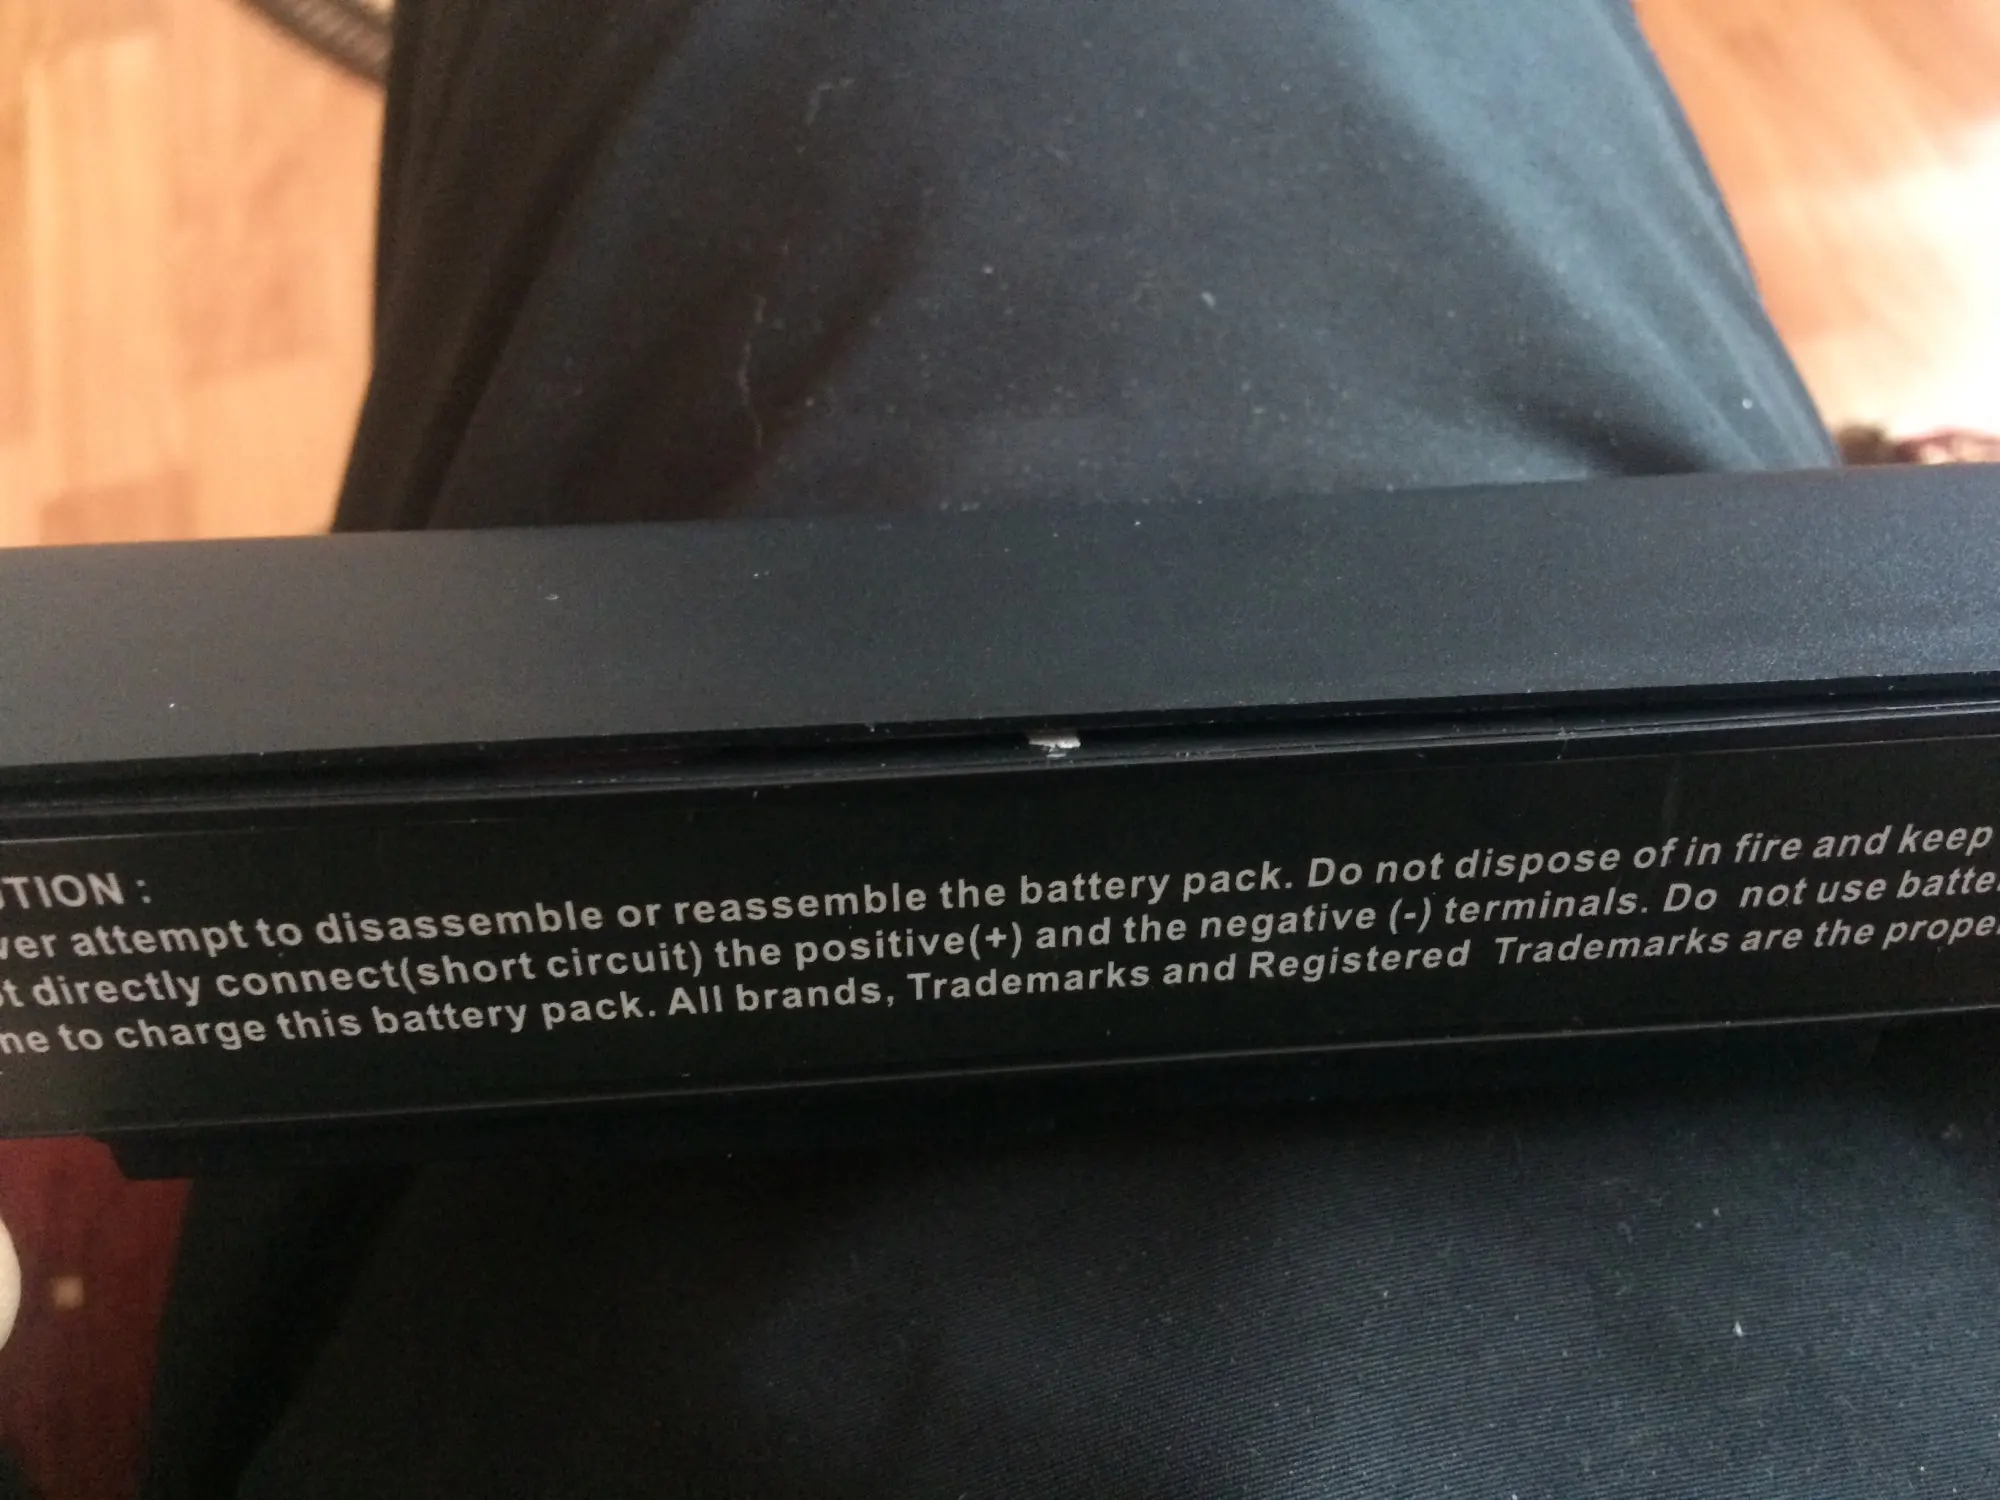 TION :
ver attempt to disassemble or reassemble the battery pack. Do not dispose of in fire and keep
t directly connect(short circuit) the positive(+) and the negative (-) terminals. Do not use batte
ne to charge this battery pack. All brands, Trademarks and Registered Trademarks are the prope